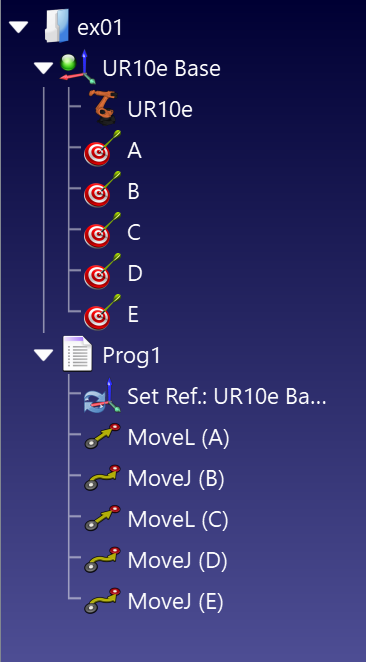 ex01
UR10e Base
UR10e
A
B
C
D
E
Prog1
Set Ref.: UR10e Ba...
MoveL (A)
MoveJ (B)
MoveL (C)
MoveJ (D)
MoveJ (E)